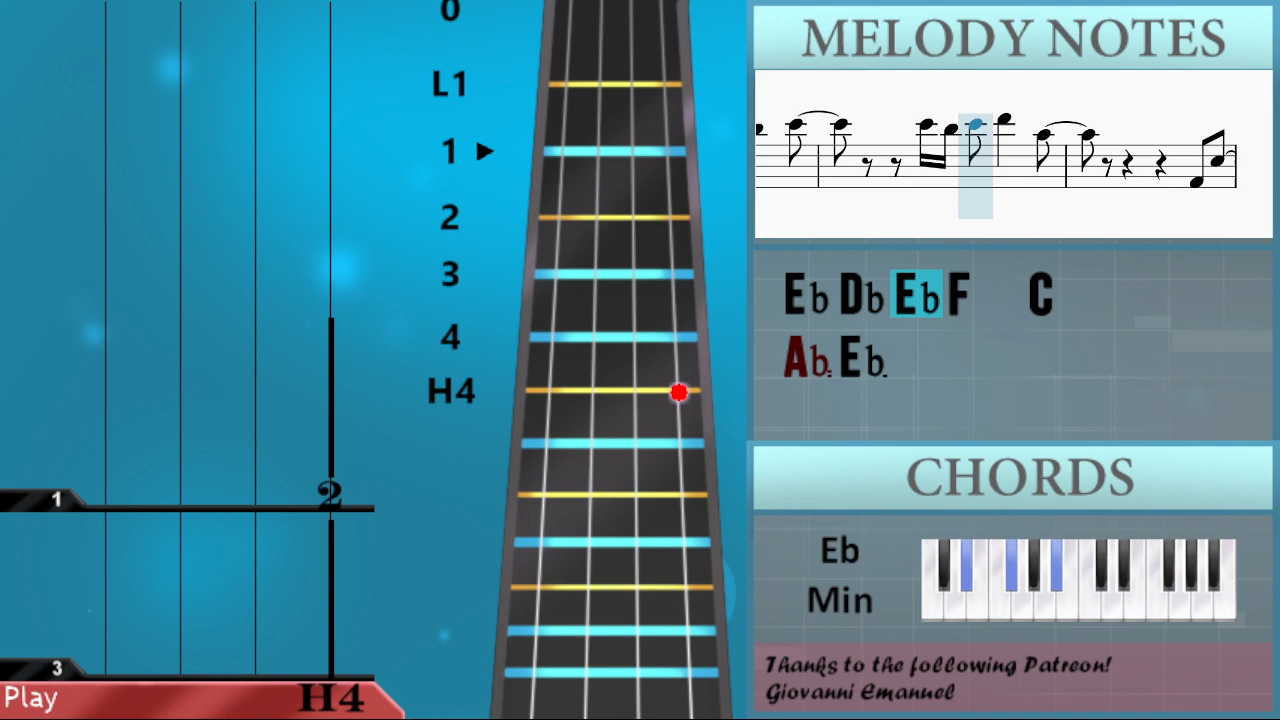 0
L1
1
2
3
4
H4
1
2
3
Play
H4
MELODY NOTES
Eb Db Eb F C
Ab: Eb.
CHORDS
Eb
Min
Thanks to the following Patreon!
Giovanni Emanuel